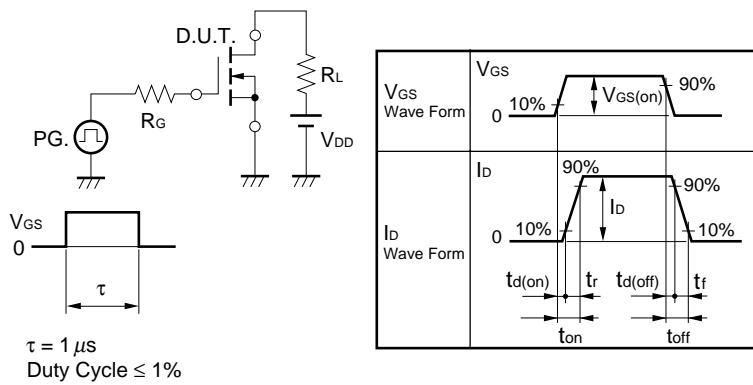 D.U.T.
RL
RG
PG.
VDD
VGS
0
τ
τ = 1 μs
Duty Cycle ≤ 1%
VGS
Wave Form
VGS
90%
VGS(on)
10%
0
ID
Wave Form
ID
90%
90%
ID
10%
10%
0
td(on) tr td(off) tf
ton toff